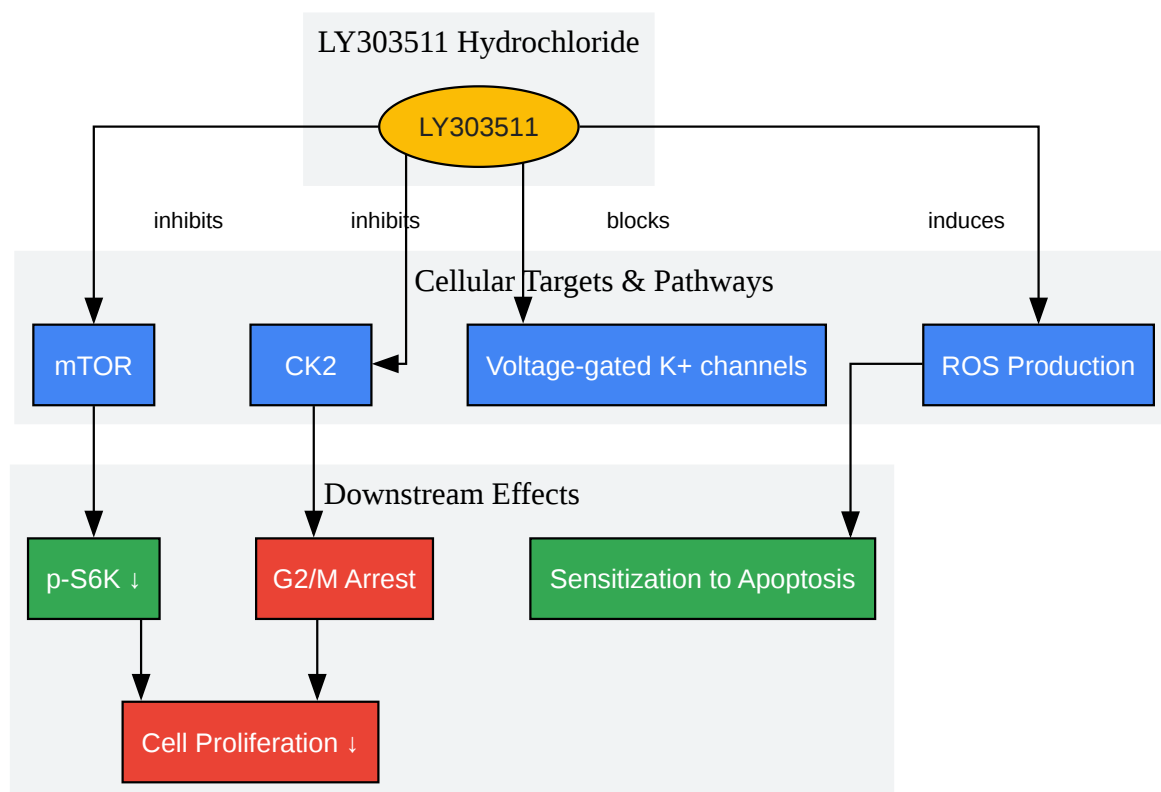 LY303511 Hydrochloride
LY303511
inhibits
inhibits
blocks
induces
Cellular Targets & Pathways
mTOR
CK2
Voltage-gated K+ channels
ROS Production
Downstream Effects
p-S6K ↓
G2/M Arrest
Sensitization to Apoptosis
Cell Proliferation ↓